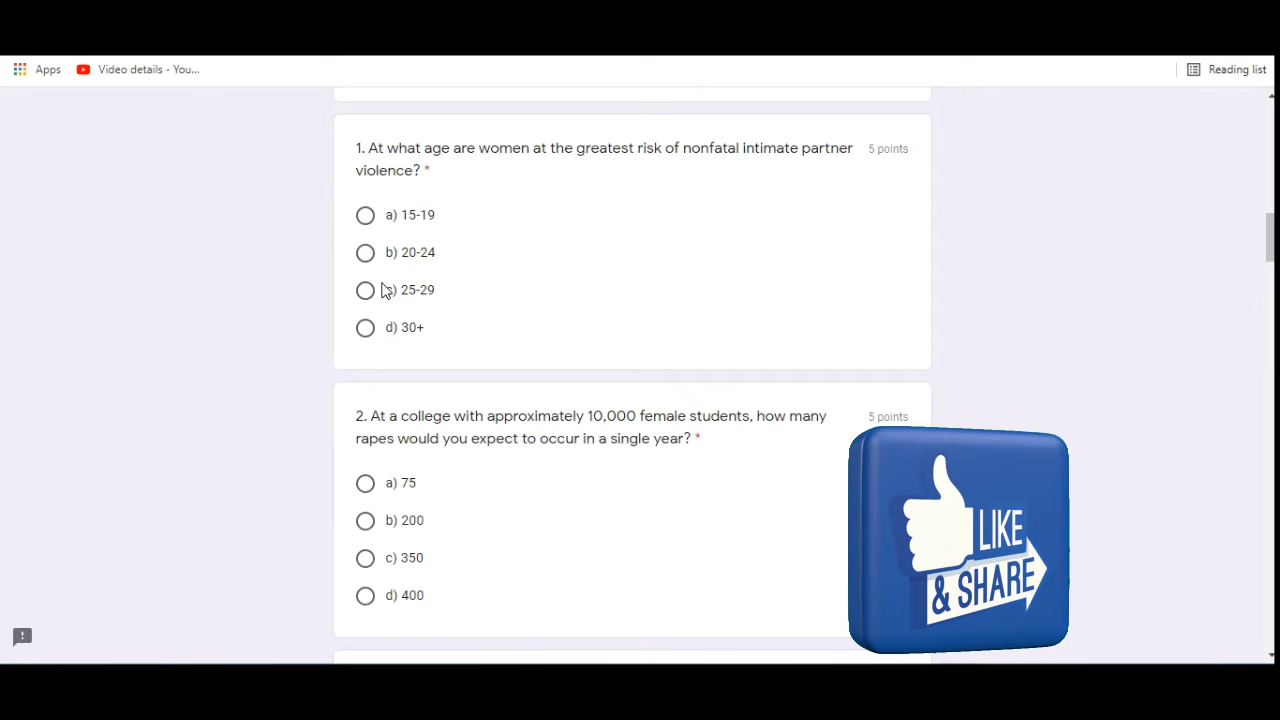 Apps Video details - You... Reading list
1. At what age are women at the greatest risk of nonfatal intimate partner 5 points
violence? *
a) 15-19
b) 20-24
25-29
d) 30+
2. At a college with approximately 10,000 female students, how many 5 points
rapes would you expect to occur in a single year? *
a) 75
b) 200
c) 350
d) 400
LIKE
& SHARE